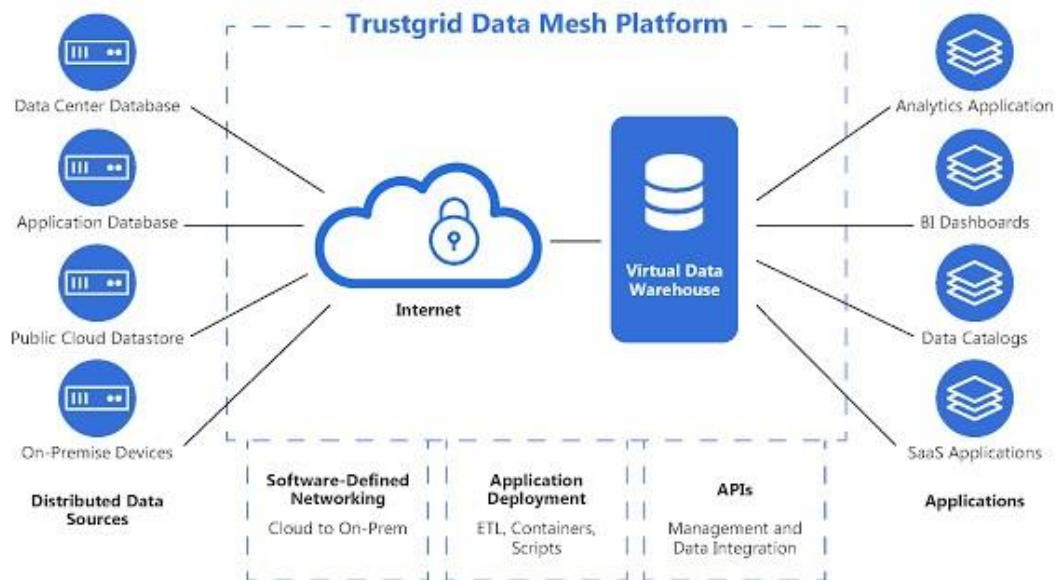 Trustgrid Data Mesh Platform
Data Center Database
Application Database
Public Cloud Datastore
On-Premise Devices
Distributed Data
Sources
Internet
Virtual Data
Warehouse
Analytics Application
BI Dashboards
Data Catalogs
SaaS Applications
Applications
Software-Defined
Networking
Cloud to On-Prem
Application
Deployment
ETL, Containers,
Scripts
APIs
Management and
Data Integration